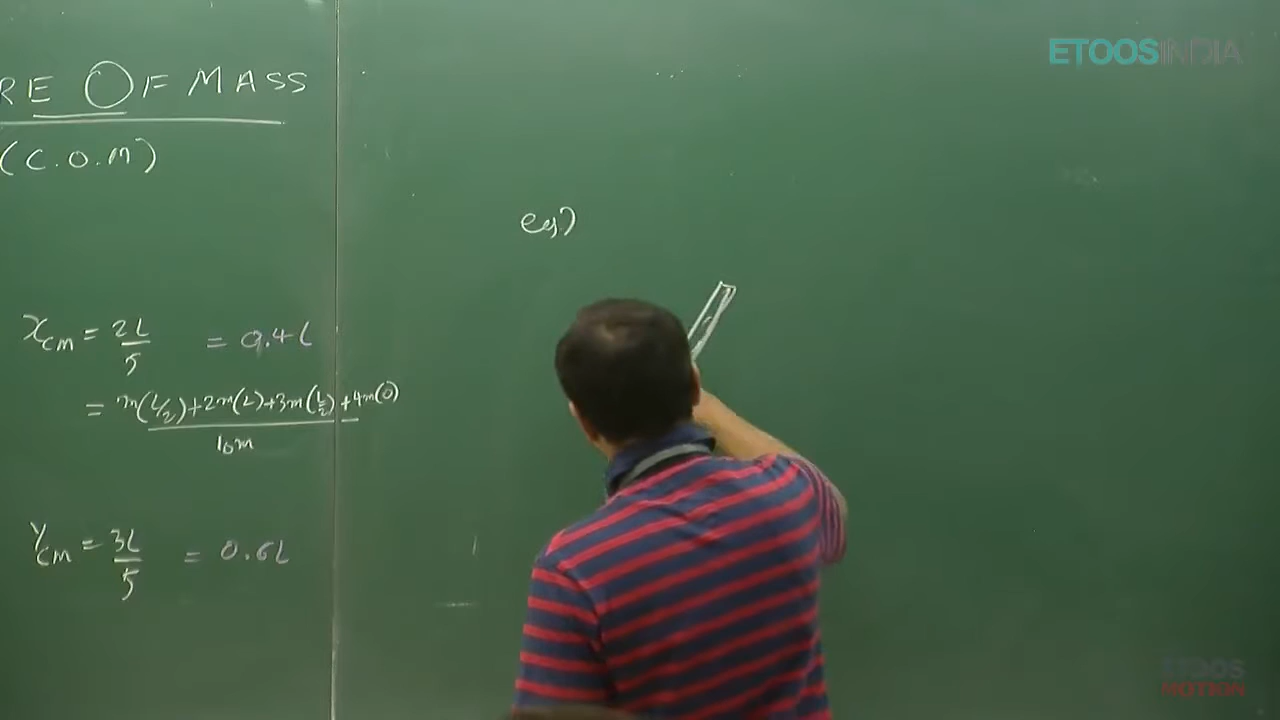 RE OF MASS
(C.O.M)
ETOOSINDIA
eg)
xCM = 2L/5 = 0.4L
= m(L/2)+2m(L)+3m(L/2)+4m(0)
10m
YCM = 3L/5 = 0.6L
ETOOS
MOTION